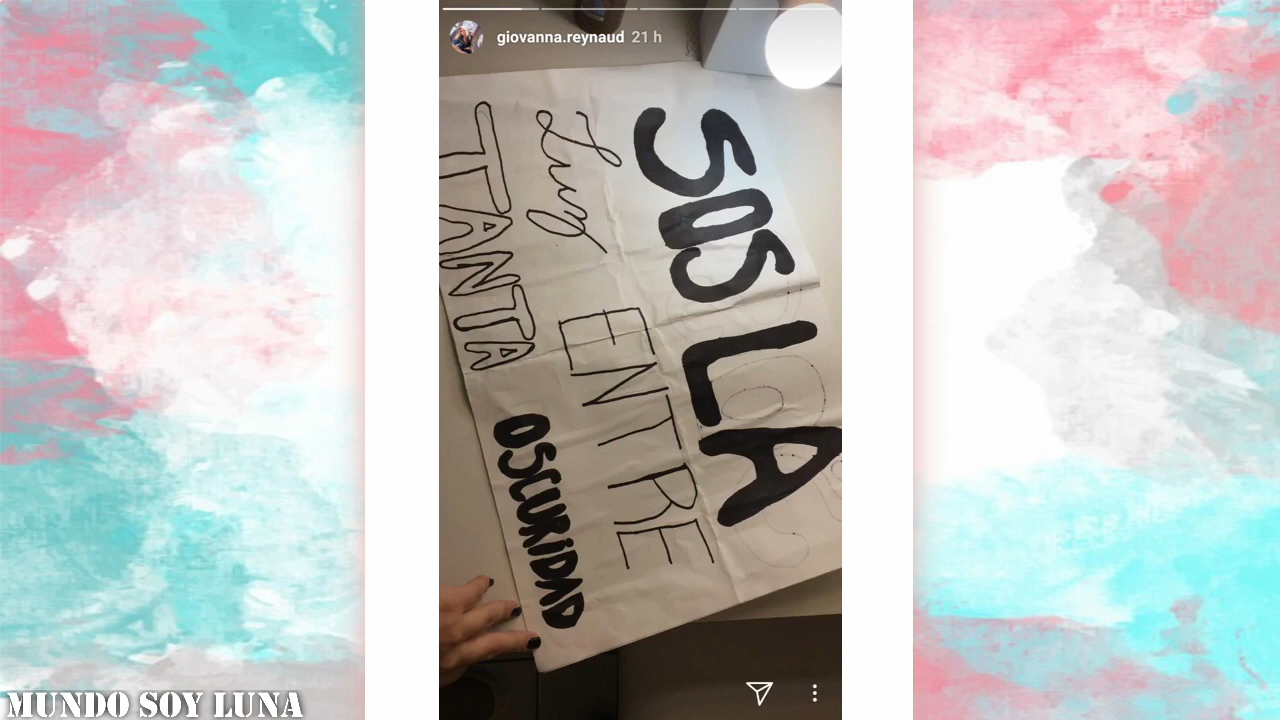 giovanna.reynaud 21 h
SOS LA
Luz ENTRE
TANTA OSCURIDAD
MUNDO SOY LUNA